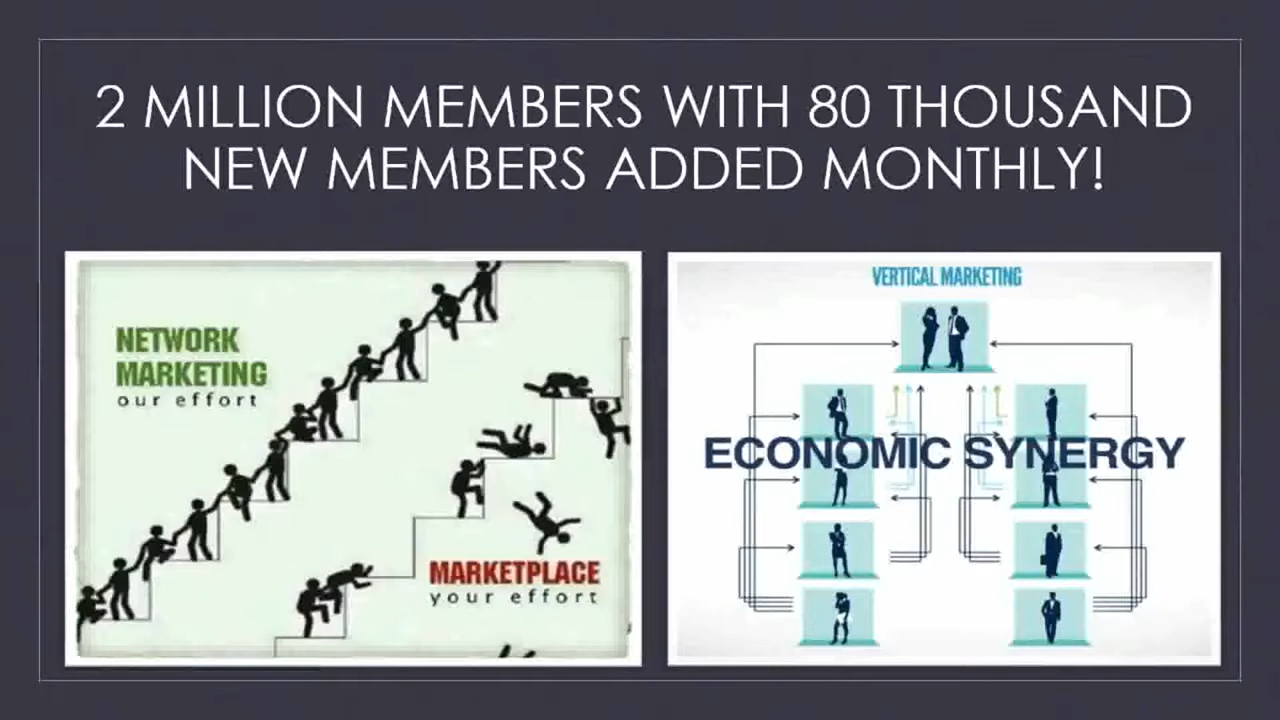 2 MILLION MEMBERS WITH 80 THOUSAND
NEW MEMBERS ADDED MONTHLY!
NETWORK
MARKETING
our effort
MARKETPLACE
your effort
VERTICAL MARKETING
ECONOMIC SYNERGY